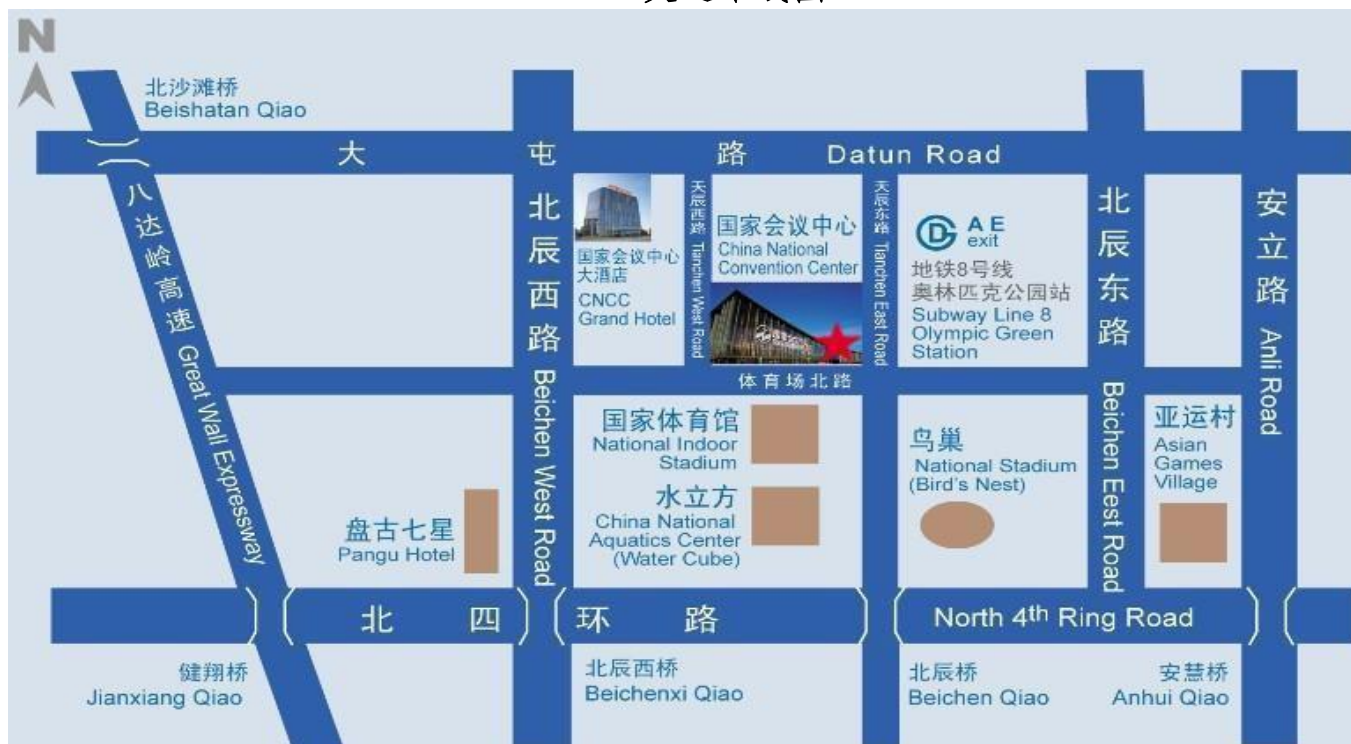 N
北沙滩桥
Beishatan Qiao
大屯路 Datun Road
八达岭高速 Great Wall Expressway
北辰西路 Beichen West Road
国家会议中心
大酒店
CNCC
Grand Hotel
天辰西路 Tianchen West Road
国家会议中心
China National
Convention Center
天辰东路 Tianchen East Road
A E
exit
地铁8号线
奥林匹克公园站
Subway Line 8
Olympic Green
Station
北辰东路 Beichen Eest Road
安立路 Anli Road
体育场北路
国家体育馆
National Indoor
Stadium
水立方
China National
Aquatics Center
(Water Cube)
鸟巢
National Stadium
(Bird's Nest)
亚运村
Asian
Games
Village
盘古七星
Pangu Hotel
北四环路 North 4th Ring Road
健翔桥
Jianxiang Qiao
北辰西桥
Beichenxi Qiao
北辰桥
Beichen Qiao
安慧桥
Anhui Qiao